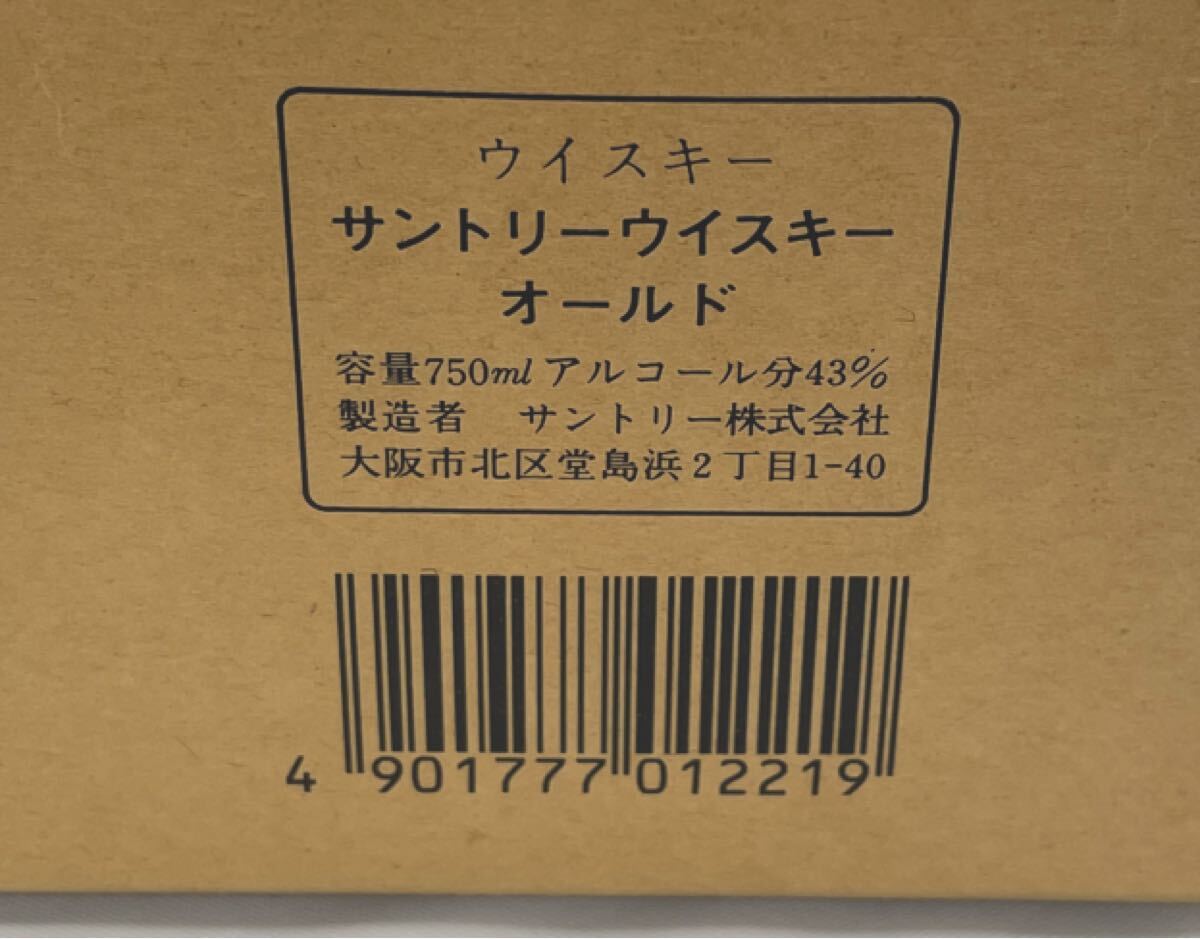 ウイスキー
サントリーウイスキー
オールド
容量750mlアルコール分43%
製造者 サントリー株式会社
大阪市北区堂島浜2丁目1-40
4 901777 012219